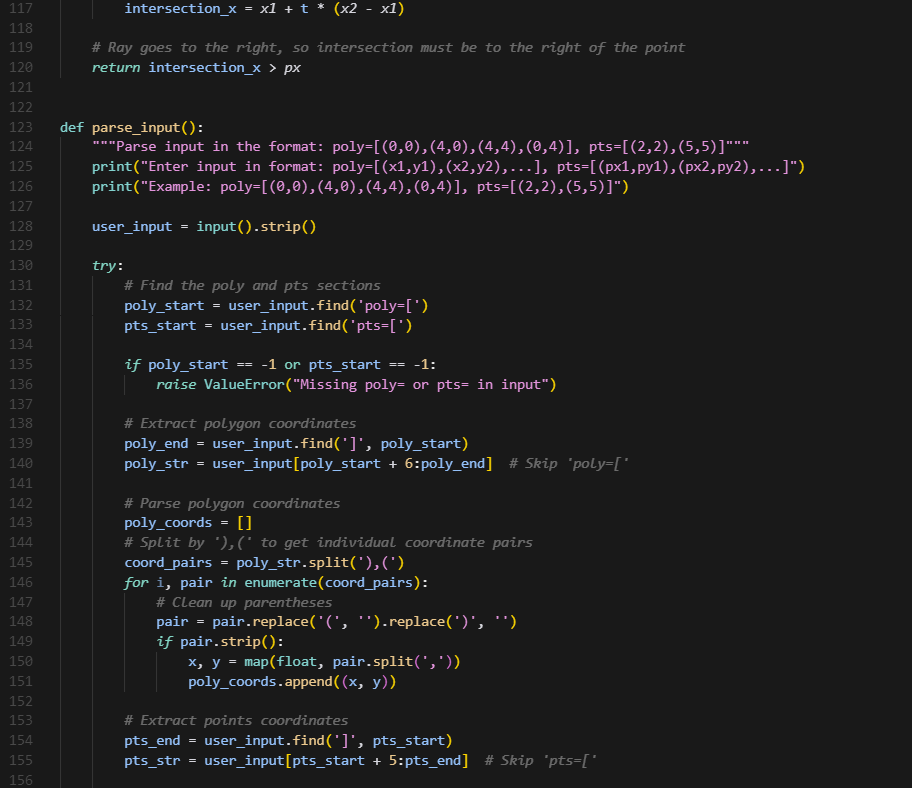 117 intersection_x = x1 + t * (x2 - x1)
118
119 # Ray goes to the right, so intersection must be to the right of the point
120 return intersection_x > px
121
122
123 def parse_input():
124 """Parse input in the format: poly=[(0,0),(4,0),(4,4),(0,4)], pts=[(2,2),(5,5)]"""
125 print("Enter input in format: poly=[(x1,y1),(x2,y2),...], pts=[(px1,py1),(px2,py2),...]")
126 print("Example: poly=[(0,0),(4,0),(4,4),(0,4)], pts=[(2,2),(5,5)]")
127
128 user_input = input().strip()
129
130 try:
131 # Find the poly and pts sections
132 poly_start = user_input.find('poly=[')
133 pts_start = user_input.find('pts=[')
134
135 if poly_start == -1 or pts_start == -1:
136 raise ValueError("Missing poly= or pts= in input")
137
138 # Extract polygon coordinates
139 poly_end = user_input.find(']', poly_start)
140 poly_str = user_input[poly_start + 6:poly_end]  # Skip 'poly=['
141
142 # Parse polygon coordinates
143 poly_coords = []
144 # Split by '),(' to get individual coordinate pairs
145 coord_pairs = poly_str.split('),(')
146 for i, pair in enumerate(coord_pairs):
147 # Clean up parentheses
148 pair = pair.replace('(', '').replace(')', '')
149 if pair.strip():
150 x, y = map(float, pair.split(','))
151 poly_coords.append((x, y))
152
153 # Extract points coordinates
154 pts_end = user_input.find(']', pts_start)
155 pts_str = user_input[pts_start + 5:pts_end]  # Skip 'pts=['
156